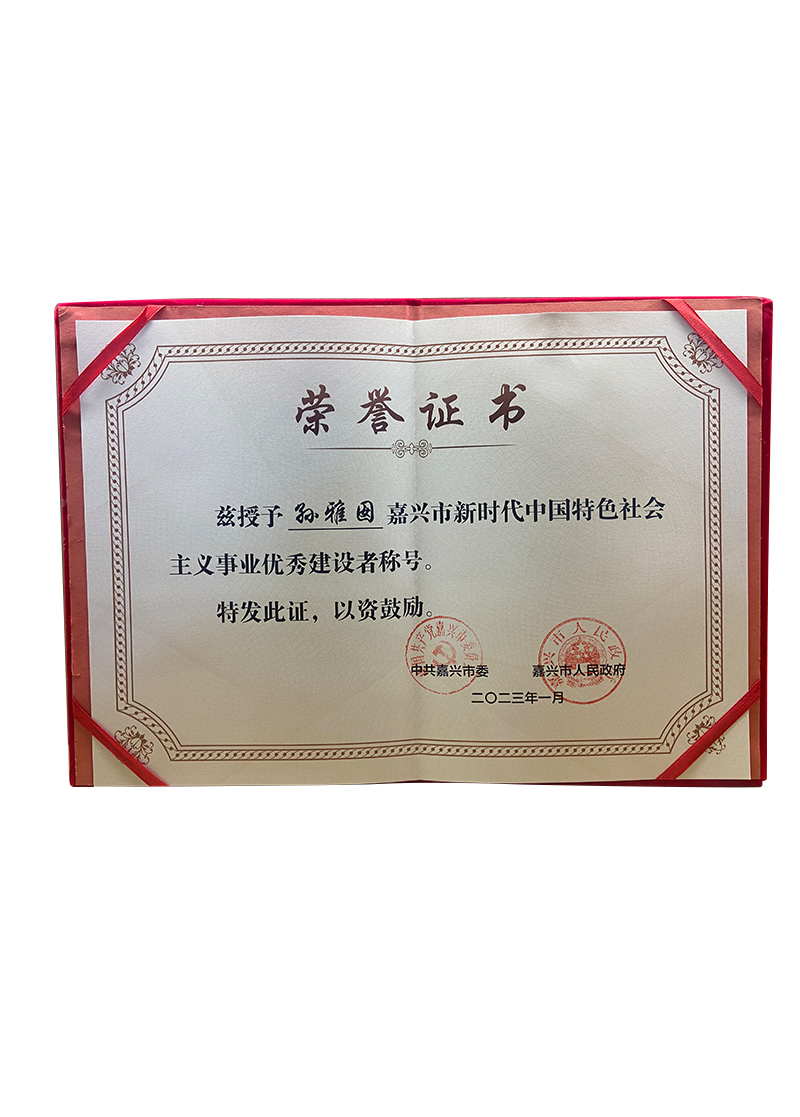 荣誉证书
兹授予 孙雅囡 嘉兴市新时代中国特色社会
主义事业优秀建设者称号。
特发此证，以资鼓励。
中共嘉兴市委 嘉兴市人民政府
二〇二三年一月